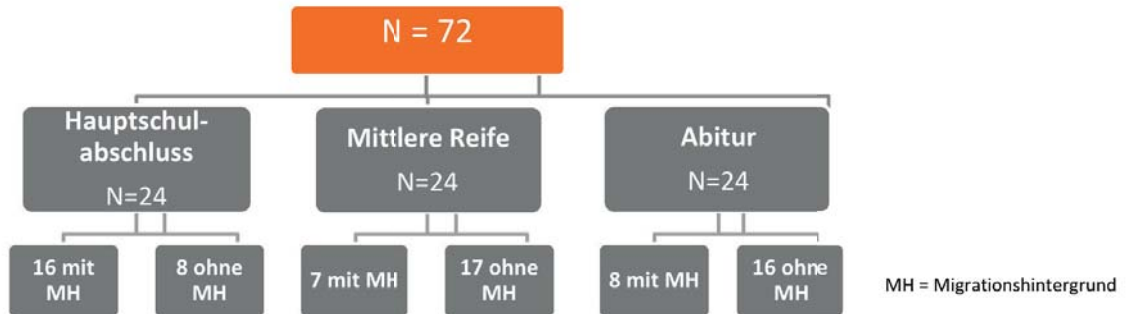 N = 72
Hauptschul-
abschluss
N=24
Mittlere Reife
N=24
Abitur
N=24
16 mit
MH
8 ohne
MH
7 mit MH
17 ohne
MH
8 mit MH
16 ohne
MH
MH = Migrationshintergrund